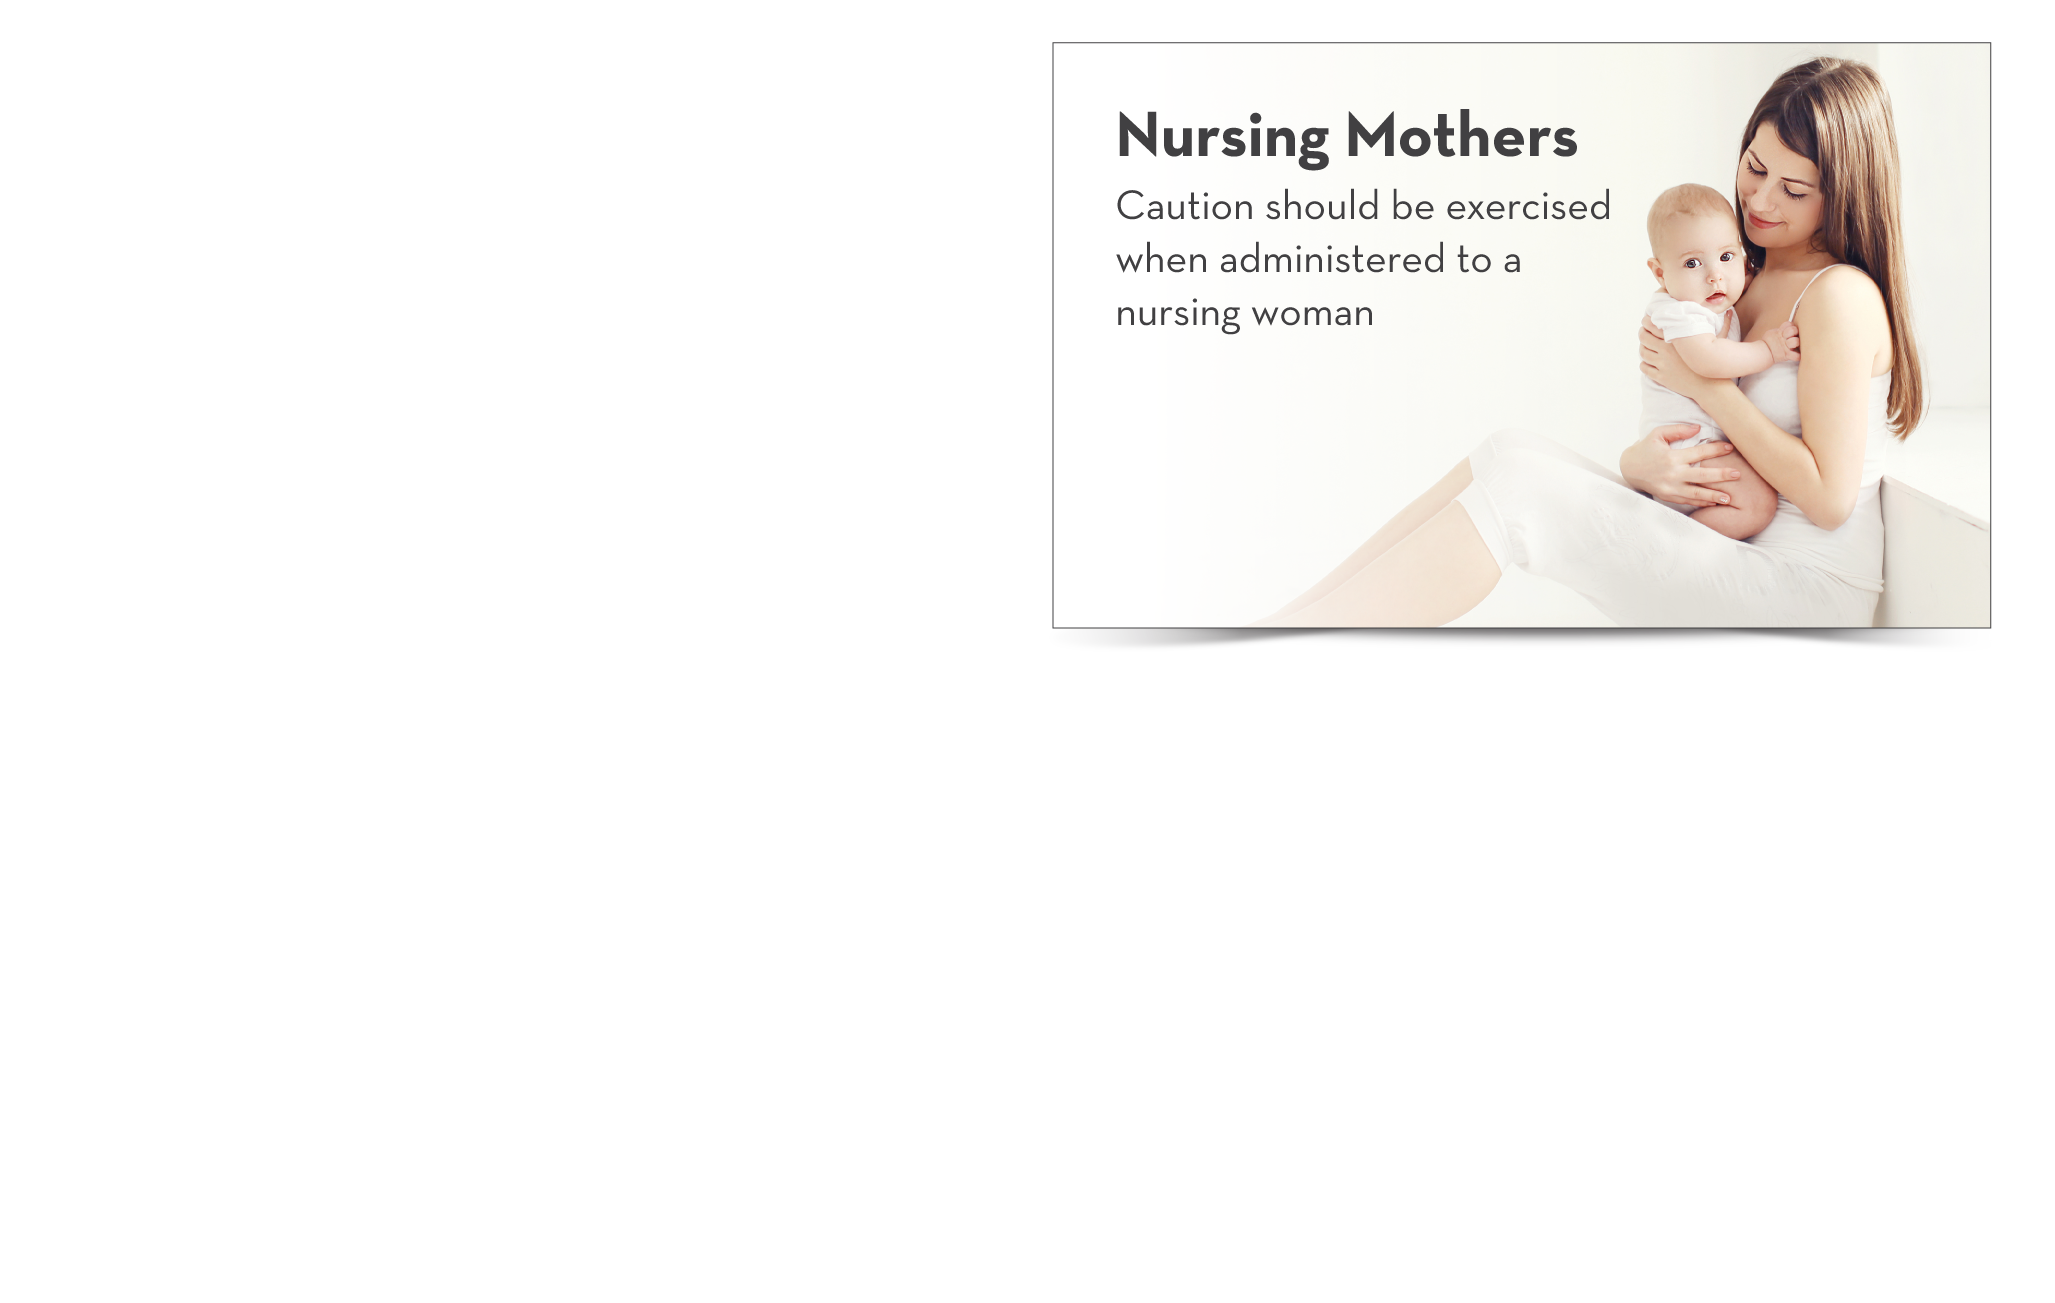 Nursing Mothers
Caution should be exercised
when administered to a
nursing woman